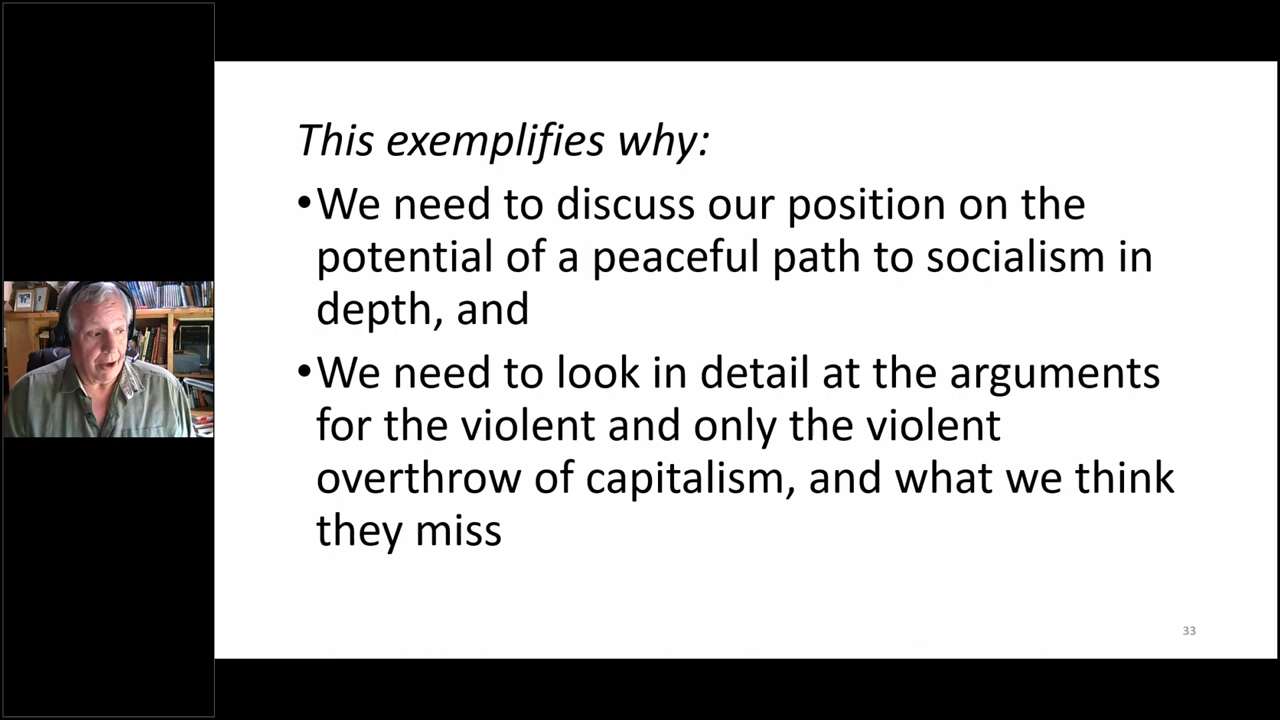 This exemplifies why:
•We need to discuss our position on the
potential of a peaceful path to socialism in
depth, and
•We need to look in detail at the arguments
for the violent and only the violent
overthrow of capitalism, and what we think
they miss
33